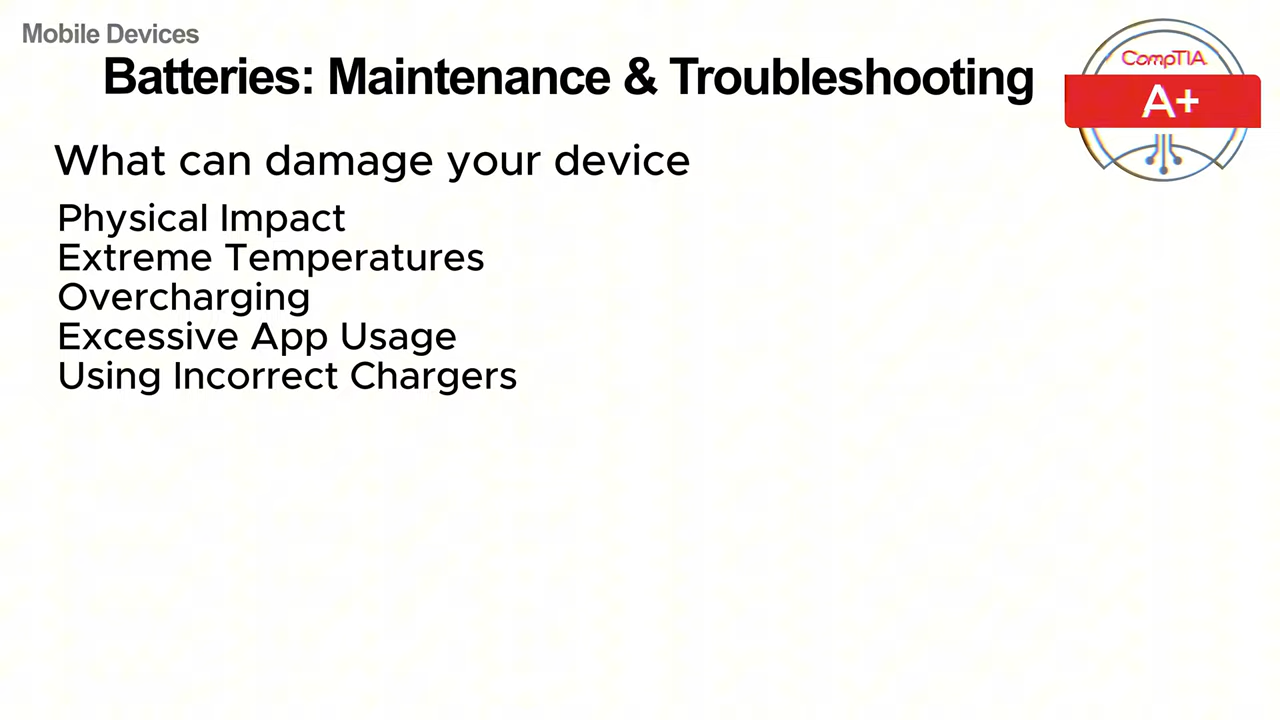 Mobile Devices
Batteries: Maintenance & Troubleshooting
CompTIA
A+
What can damage your device
Physical Impact
Extreme Temperatures
Overcharging
Excessive App Usage
Using Incorrect Chargers